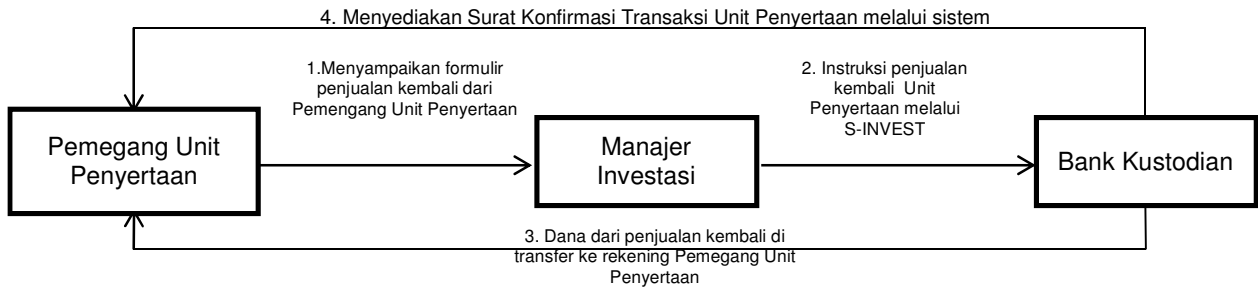 4. Menyediakan Surat Konfirmasi Transaksi Unit Penyertaan melalui sistem
1.Menyampaikan formulir
penjualan kembali dari
Pemengang Unit Penyertaan
2. Instruksi penjualan
kembali Unit
Penyertaan melalui
S-INVEST
Pemegang Unit
Penyertaan
Manajer
Investasi
Bank Kustodian
3. Dana dari penjualan kembali di
transfer ke rekening Pemegang Unit
Penyertaan